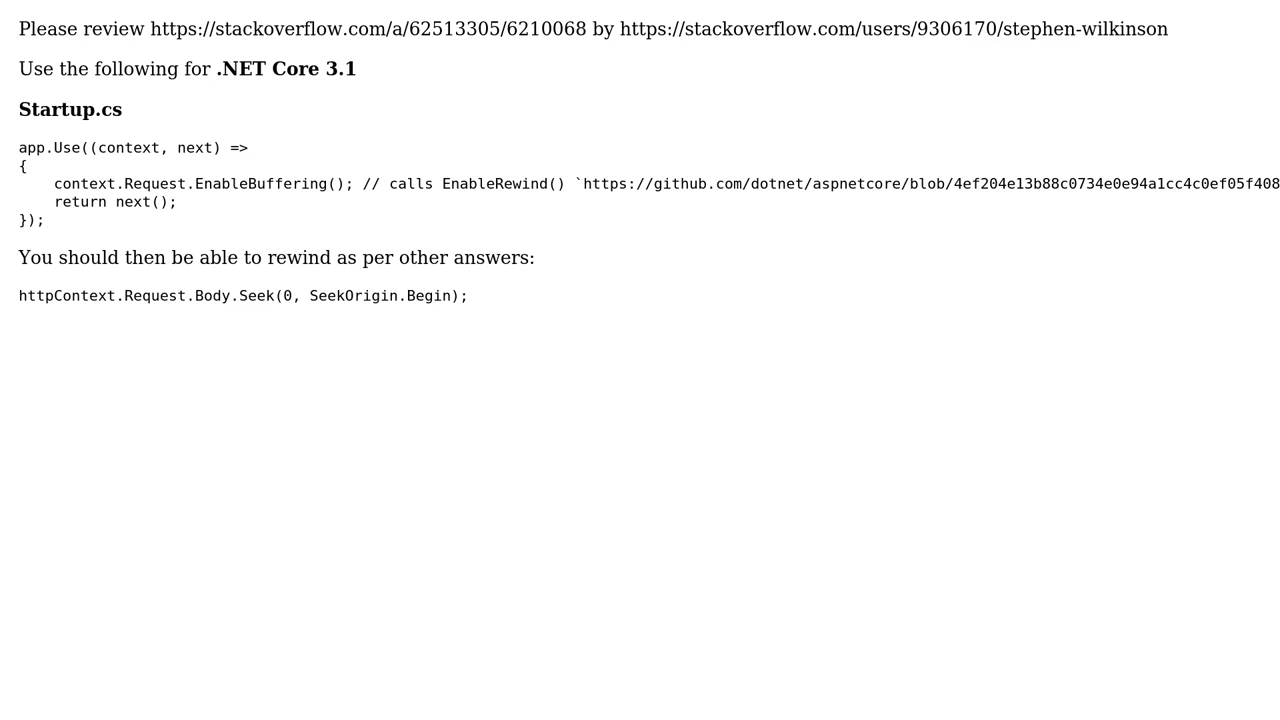 Please review https://stackoverflow.com/a/62513305/6210068 by https://stackoverflow.com/users/9306170/stephen-wilkinson
Use the following for .NET Core 3.1
Startup.cs
app.Use((context, next) =>
{
    context.Request.EnableBuffering(); // calls EnableRewind() `https://github.com/dotnet/aspnetcore/blob/4ef204e13b88c0734e0e94a1cc4c0ef05f408
    return next();
});
You should then be able to rewind as per other answers:
httpContext.Request.Body.Seek(0, SeekOrigin.Begin);